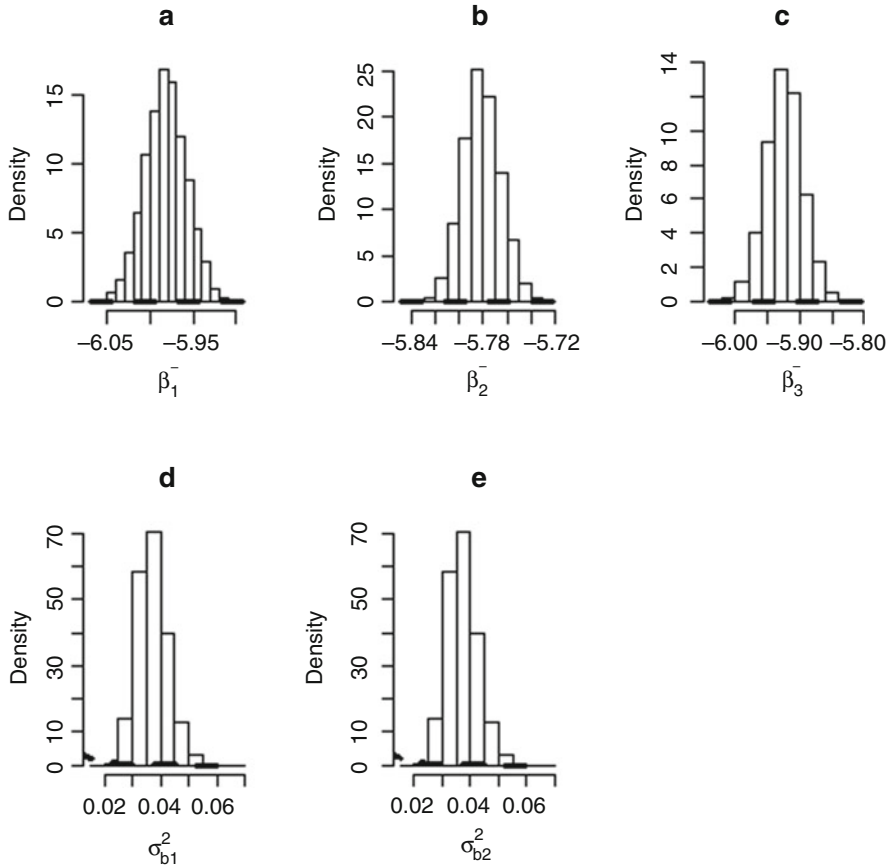 a
Density
0 5 10 15
−6.05 −5.95
β₁⁻
b
Density
0 5 10 15 20 25
−5.84 −5.78 −5.72
β₂⁻
c
Density
0 2 4 6 8 10 14
−6.00 −5.90 −5.80
β₃⁻
d
Density
0 10 30 50 70
0.02 0.04 0.06
σ²b1
e
Density
0 10 30 50 70
0.02 0.04 0.06
σ²b2